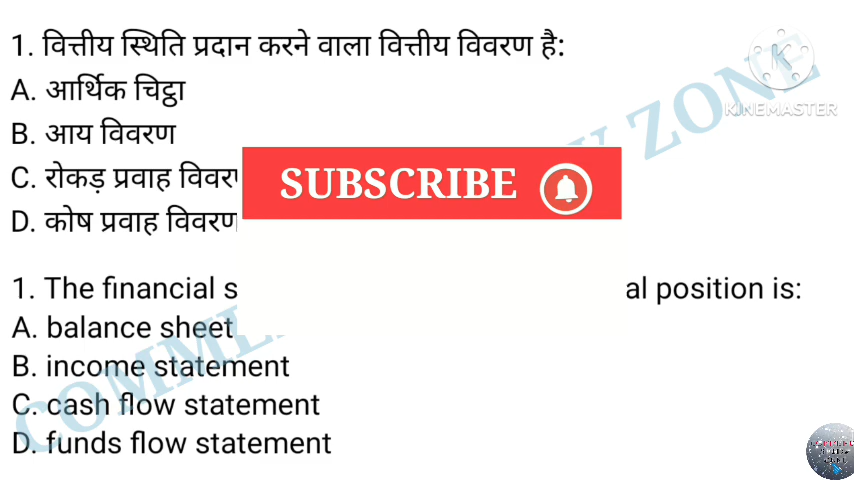 1. वित्तीय स्थिति प्रदान करने वाला वित्तीय विवरण है:
A. आर्थिक चिट्ठा
B. आय विवरण
C. रोकड़ प्रवाह
D. कोष प्रवाह विवरण
SUBSCRIBE
KINEMASTER
ZONE
1. The financial
al position is:
A. balance sheet
B. income statement
C. cash flow statement
D. funds flow statement